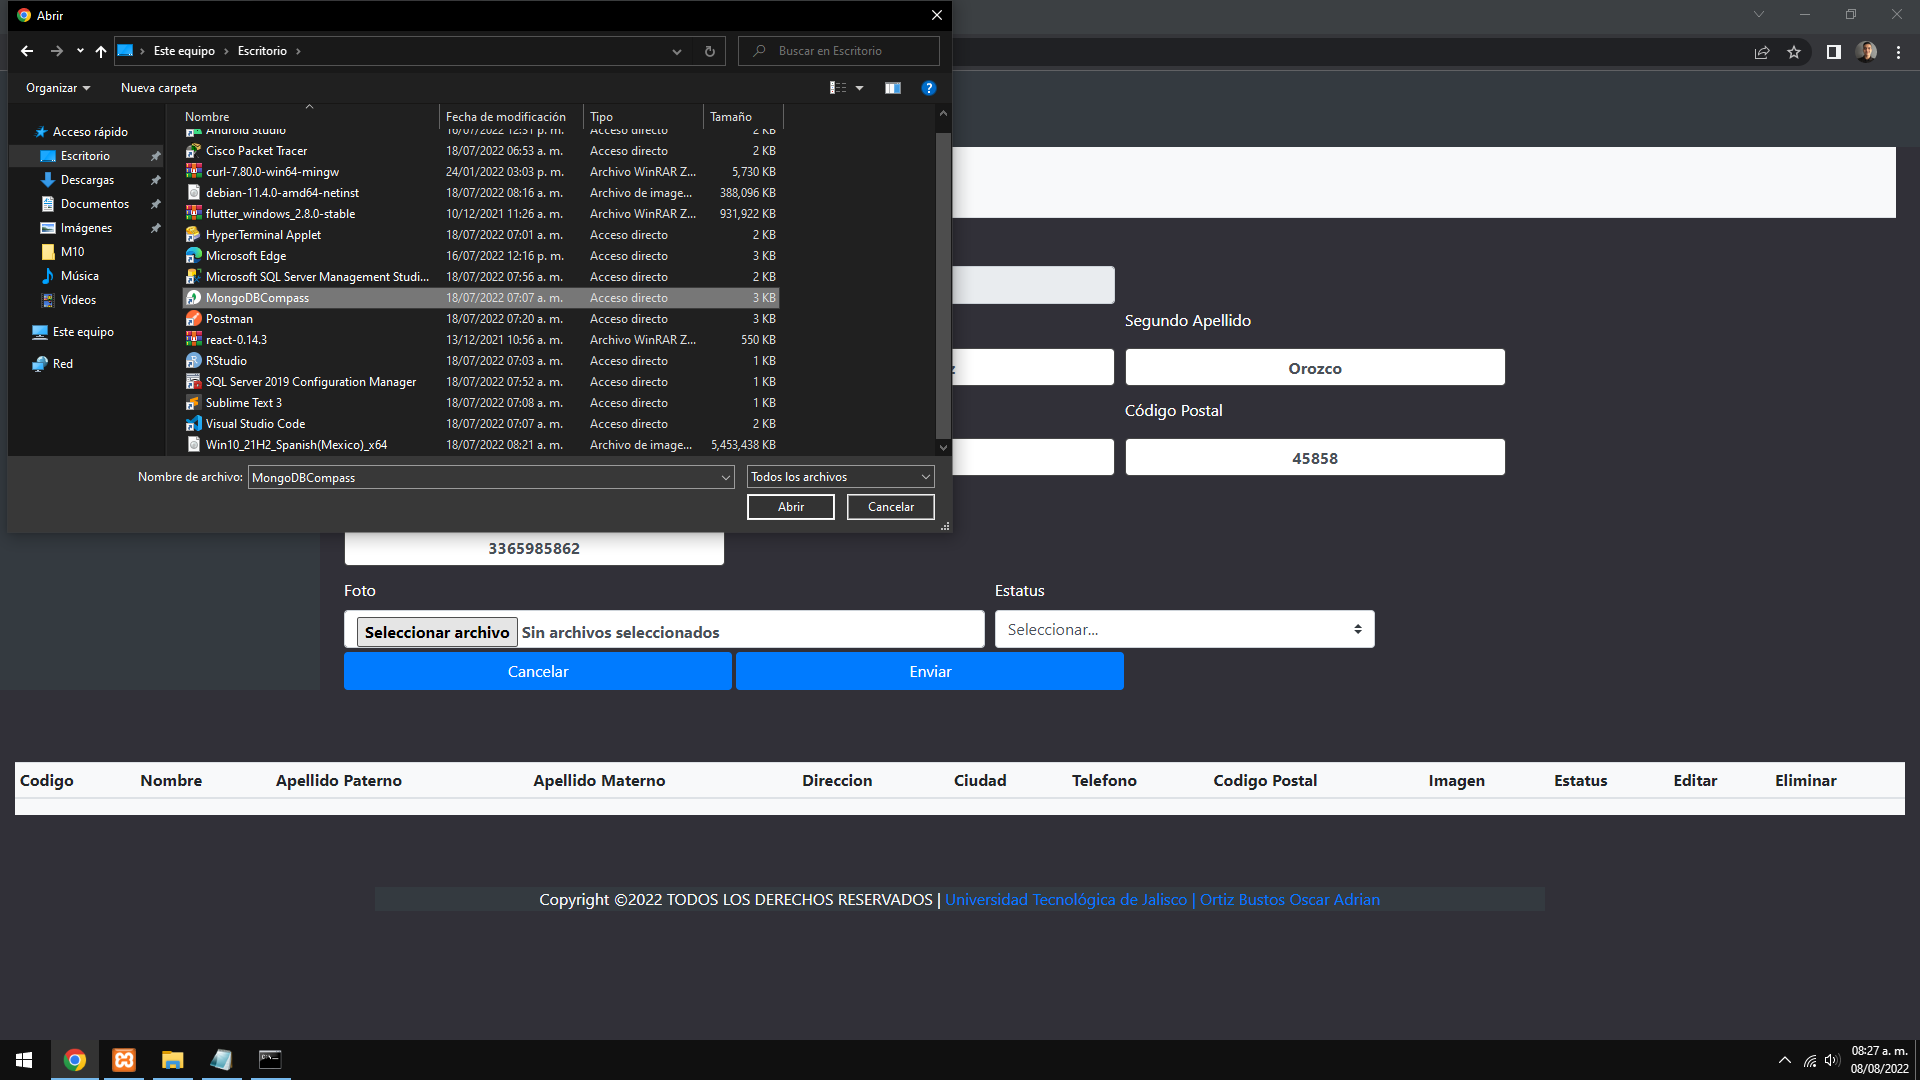 Abrir
Este equipo
Escritorio
Buscar en Escritorio
Organizar
Nueva carpeta
Nombre
Fecha de modificación
Tipo
Tamaño
Acceso rápido
Escritorio
Descargas
Documentos
Imágenes
M10
Música
Videos
Este equipo
Red
Android Studio 16/07/2022 12:51 p. m. Acceso directo 2 KB
Cisco Packet Tracer 18/07/2022 06:53 a. m. Acceso directo 2 KB
curl-7.80.0-win64-mingw 24/01/2022 03:03 p. m. Archivo WinRAR Z... 5,730 KB
debian-11.4.0-amd64-netinst 18/07/2022 08:16 a. m. Archivo de image... 388,096 KB
flutter_windows_2.8.0-stable 10/12/2021 11:26 a. m. Archivo WinRAR Z... 931,922 KB
HyperTerminal Applet 18/07/2022 07:01 a. m. Acceso directo 2 KB
Microsoft Edge 16/07/2022 12:16 p. m. Acceso directo 3 KB
Microsoft SQL Server Management Studi... 18/07/2022 07:56 a. m. Acceso directo 2 KB
MongoDBCompass 18/07/2022 07:07 a. m. Acceso directo 3 KB
Postman 18/07/2022 07:20 a. m. Acceso directo 3 KB
react-0.14.3 13/12/2021 10:56 a. m. Archivo WinRAR Z... 550 KB
RStudio 18/07/2022 07:03 a. m. Acceso directo 1 KB
SQL Server 2019 Configuration Manager 18/07/2022 07:52 a. m. Acceso directo 1 KB
Sublime Text 3 18/07/2022 07:08 a. m. Acceso directo 1 KB
Visual Studio Code 18/07/2022 07:07 a. m. Acceso directo 2 KB
Win10_21H2_Spanish(Mexico)_x64 18/07/2022 08:21 a. m. Archivo de image... 5,453,438 KB
Nombre de archivo: MongoDBCompass
Todos los archivos
Abrir
Cancelar
Segundo Apellido
Orozco
Código Postal
45858
3365985862
Foto
Estatus
Seleccionar archivo Sin archivos seleccionados
Seleccionar...
Cancelar
Enviar
Codigo Nombre Apellido Paterno Apellido Materno Direccion Ciudad Telefono Codigo Postal Imagen Estatus Editar Eliminar
Copyright ©2022 TODOS LOS DERECHOS RESERVADOS | Universidad Tecnológica de Jalisco | Ortiz Bustos Oscar Adrian
08:27 a. m.
08/08/2022